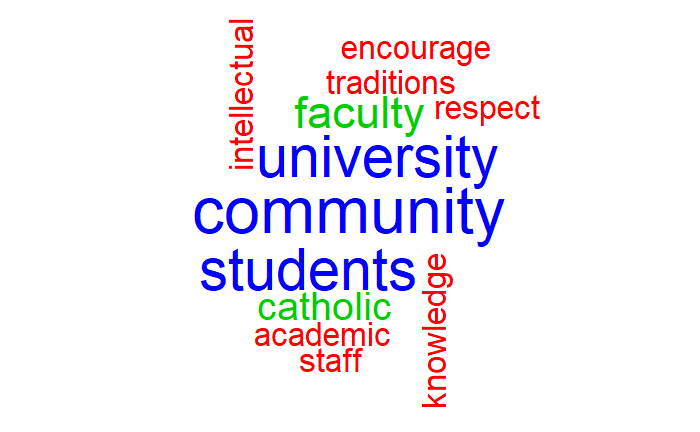 intellectual
encourage
traditions
faculty
respect
university
community
students
catholic
knowledge
academic
staff